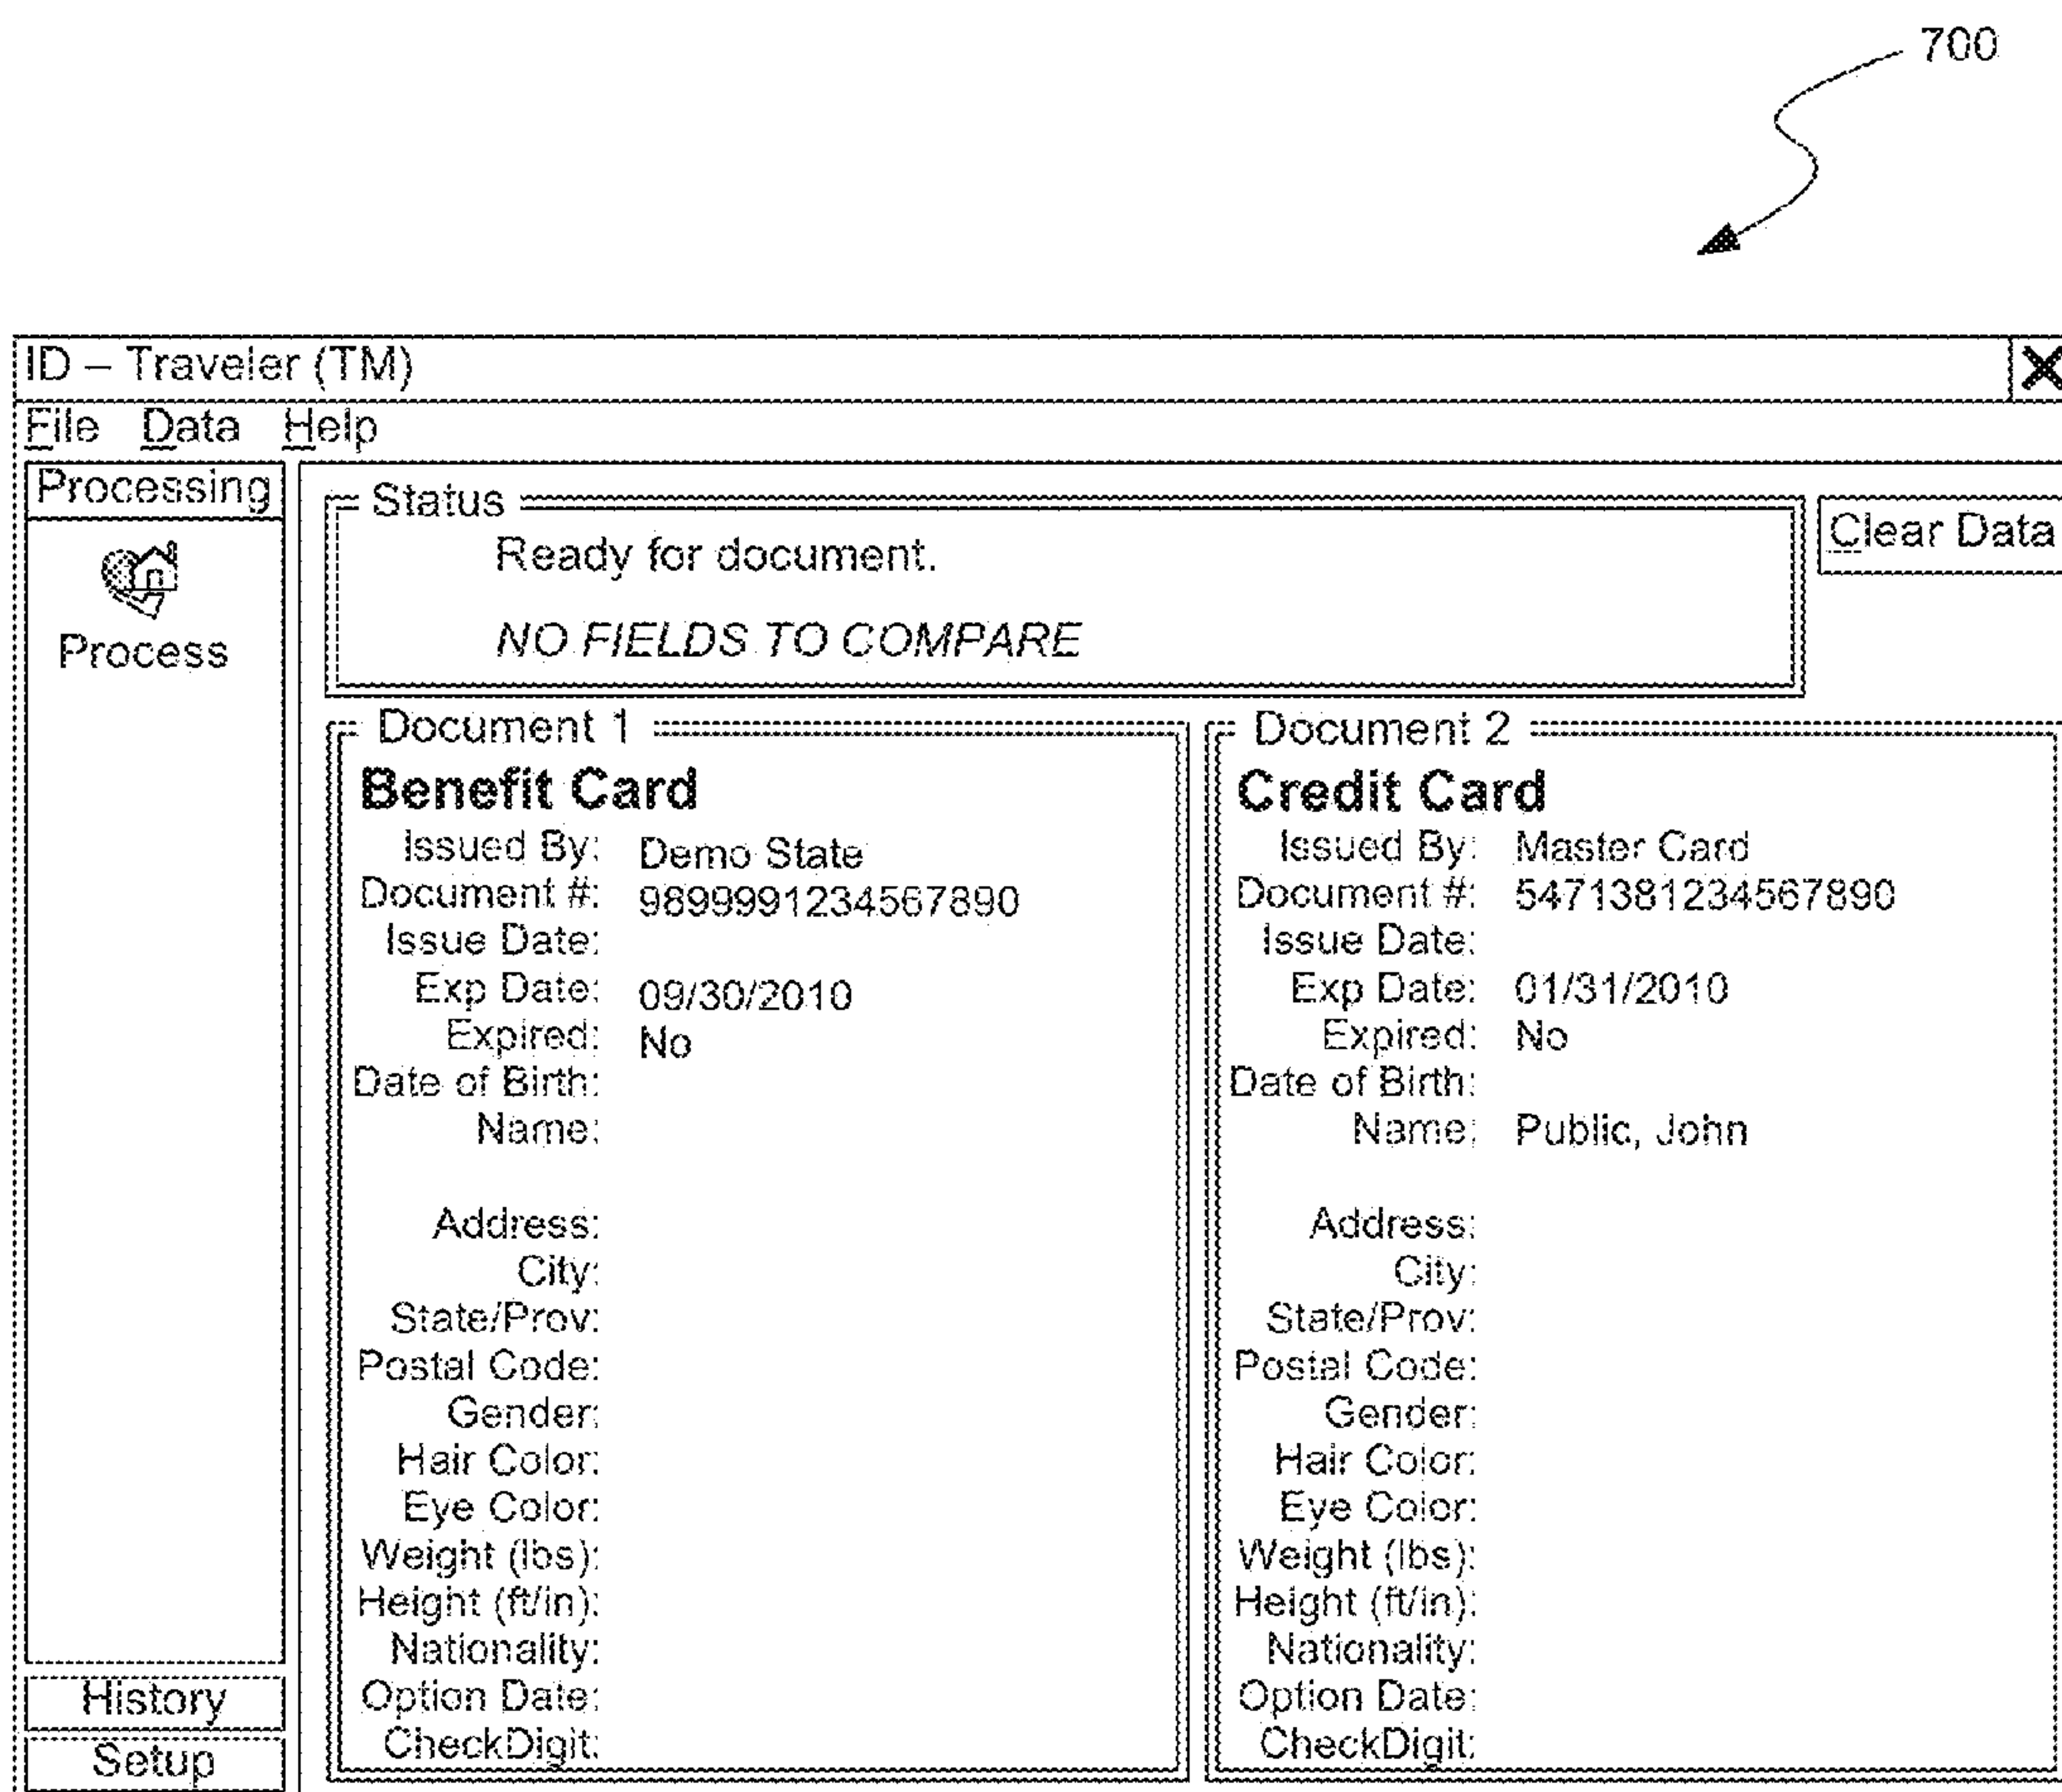 700
ID – Traveler (TM)
File Data Help
Processing
Process
Status
Ready for document.
NO FIELDS TO COMPARE
Clear Data
Document 1
Benefit Card
Issued By: Demo State
Document #: 9899991234567890
Issue Date:
Exp Date: 09/30/2010
Expired: No
Date of Birth:
Name:
Address:
City:
State/Prov:
Postal Code:
Gender:
Hair Color:
Eye Color:
Weight (lbs):
Height (ft/in):
Nationality:
Option Date:
CheckDigit:
Document 2
Credit Card
Issued By: Master Card
Document #: 5471381234567890
Issue Date:
Exp Date: 01/31/2010
Expired: No
Date of Birth:
Name: Public, John
Address:
City:
State/Prov:
Postal Code:
Gender:
Hair Color:
Eye Color:
Weight (lbs):
Height (ft/in):
Nationality:
Option Date:
CheckDigit:
History
Setup